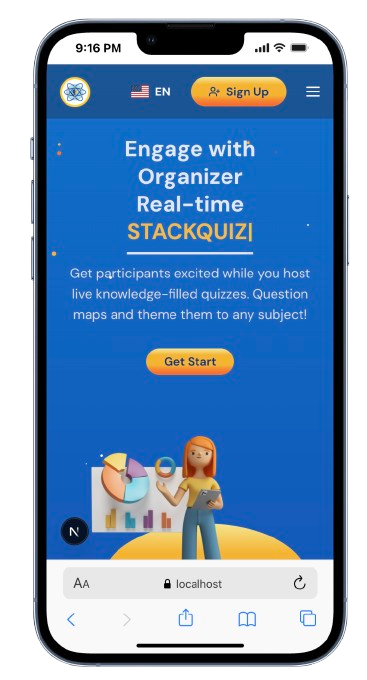 9:16 PM
EN
Sign Up
Engage with
Organizer
Real-time
STACKQUIZ|
Get participants excited while you host
live knowledge-filled quizzes. Question
maps and theme them to any subject!
Get Start
N
AA
localhost